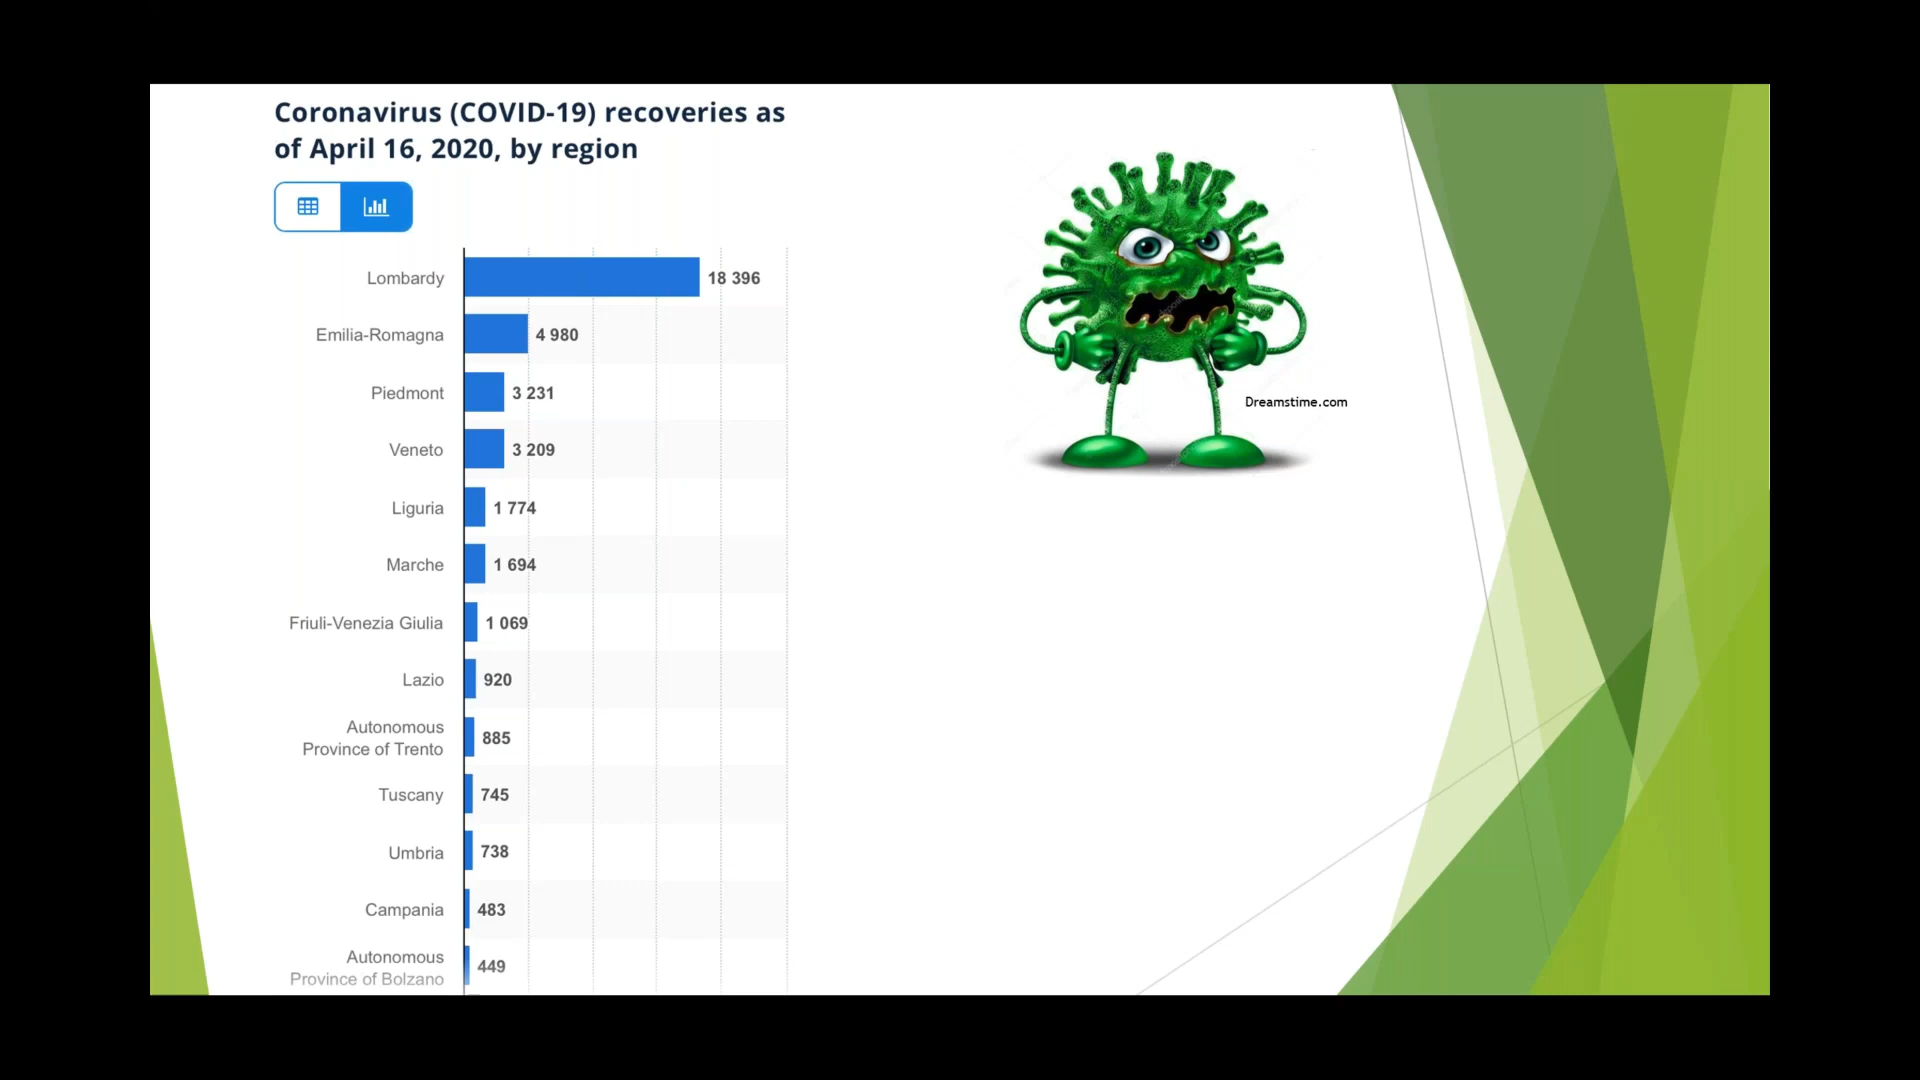 Coronavirus (COVID-19) recoveries as
of April 16, 2020, by region
Lombardy 18 396
Emilia-Romagna 4 980
Piedmont 3 231
Veneto 3 209
Liguria 1 774
Marche 1 694
Friuli-Venezia Giulia 1 069
Lazio 920
Autonomous
Province of Trento 885
Tuscany 745
Umbria 738
Campania 483
Autonomous
Province of Bolzano 449
Dreamstime.com